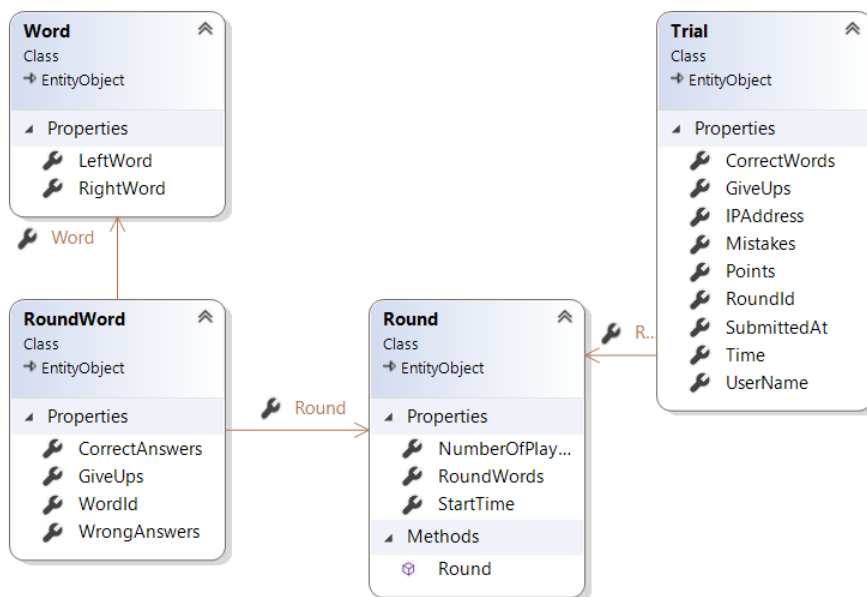 Word
Class
EntityObject
Properties
LeftWord
RightWord
Word
RoundWord
Class
EntityObject
Properties
CorrectAnswers
GiveUps
WordId
WrongAnswers
Round
Round
Class
EntityObject
Properties
NumberOfPlay...
RoundWords
StartTime
Methods
Round
R...
Trial
Class
EntityObject
Properties
CorrectWords
GiveUps
IPAddress
Mistakes
Points
RoundId
SubmittedAt
Time
UserName